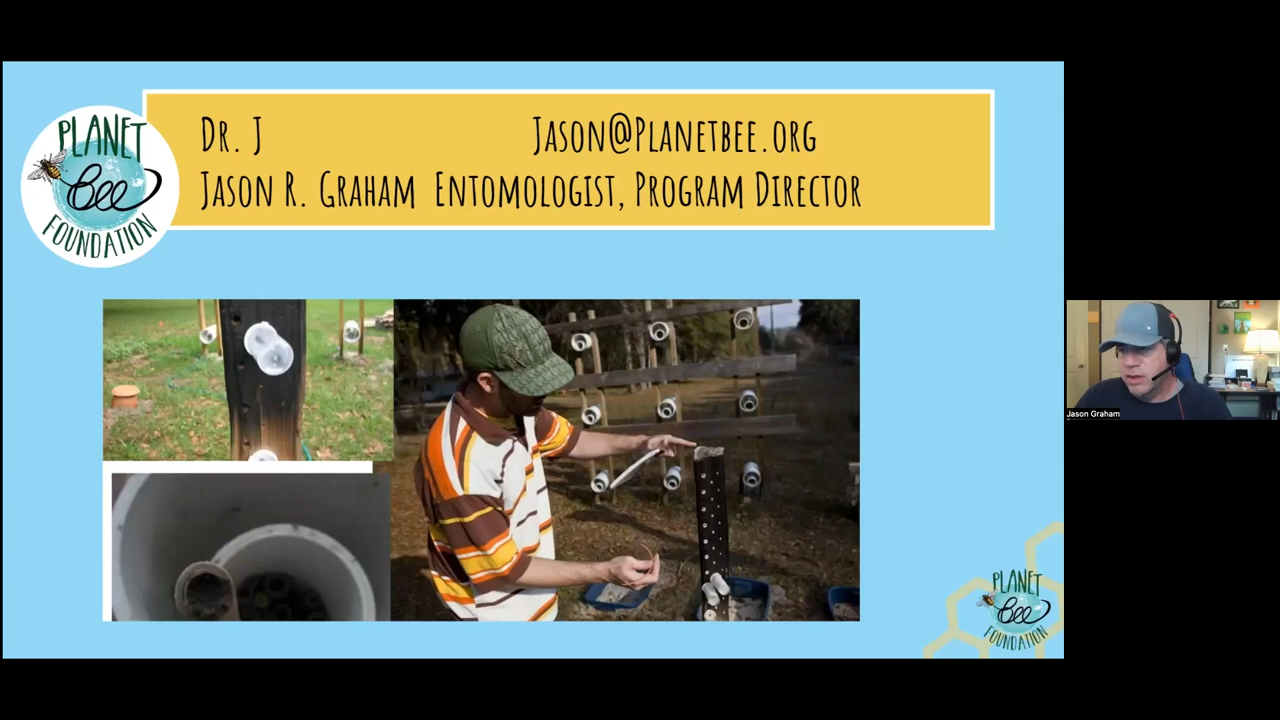 Dr. J
Jason@Planetbee.org
Jason R. Graham Entomologist, Program Director
PLANET
Bee
FOUNDATION
Jason Graham
PLANET
Bee
FOUNDATION